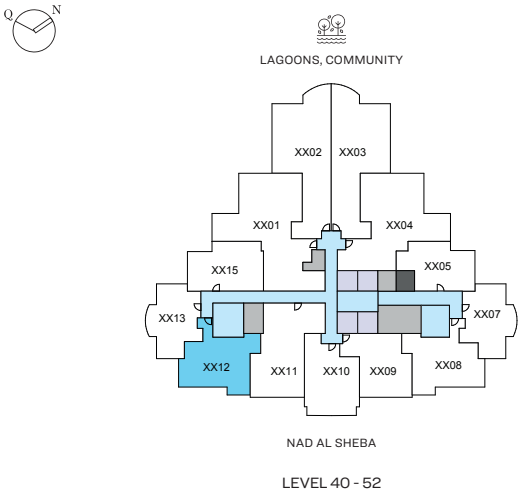 Q N
LAGOONS, COMMUNITY
XX02 XX03
XX01 XX04
XX15 XX05
XX13 XX07
XX12 XX11 XX10 XX09 XX08
NAD AL SHEBA
LEVEL 40 - 52